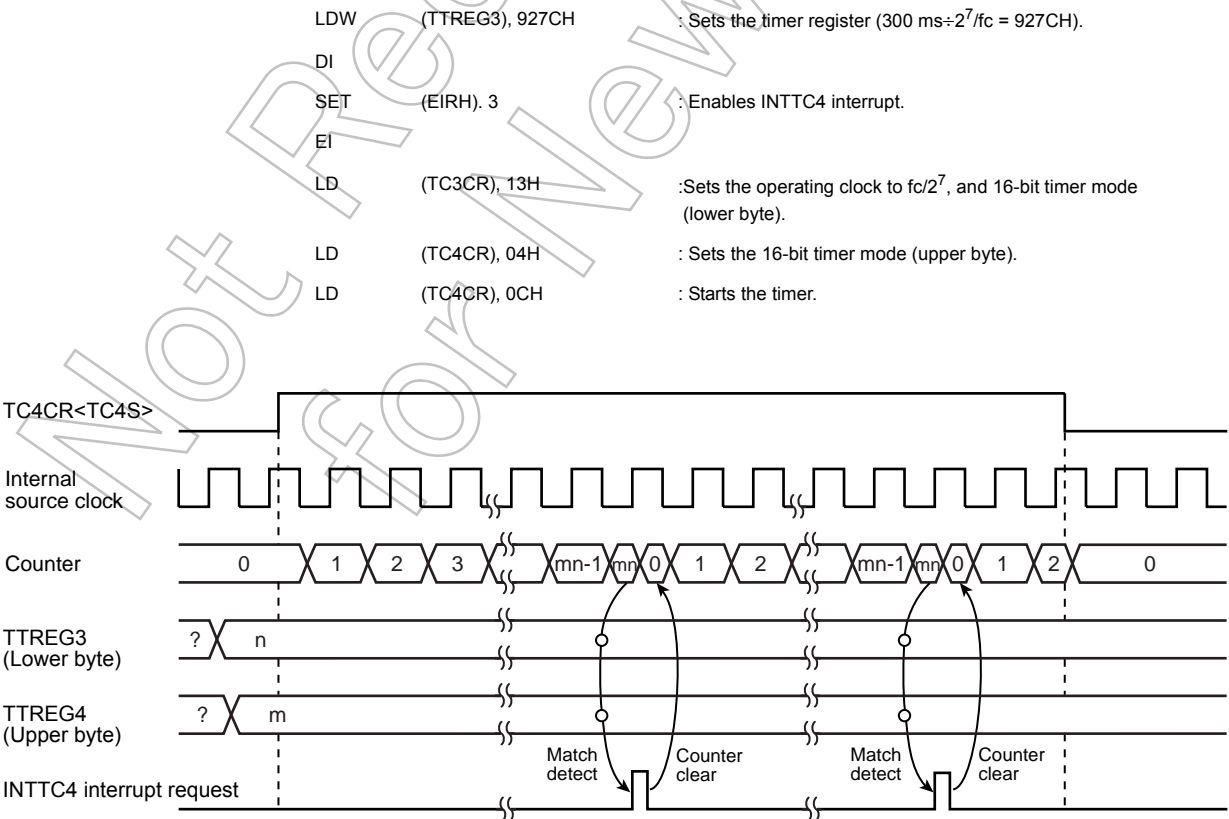 LDW (TTREG3), 927CH : Sets the timer register (300 ms÷2⁷/fc = 927CH).
DI
SET (EIRH). 3 : Enables INTTC4 interrupt.
EI
LD (TC3CR), 13H :Sets the operating clock to fc/2⁷, and 16-bit timer mode
(lower byte).
LD (TC4CR), 04H : Sets the 16-bit timer mode (upper byte).
LD (TC4CR), 0CH : Starts the timer.
TC4CR<TC4S>
Internal
source clock
Counter 0 1 2 3 mn-1 mn 0 1 2 mn-1 mn 0 1 2 0
TTREG3
(Lower byte) ? n
TTREG4
(Upper byte) ? m
Match
detect
Counter
clear
Match
detect
Counter
clear
INTTC4 interrupt request